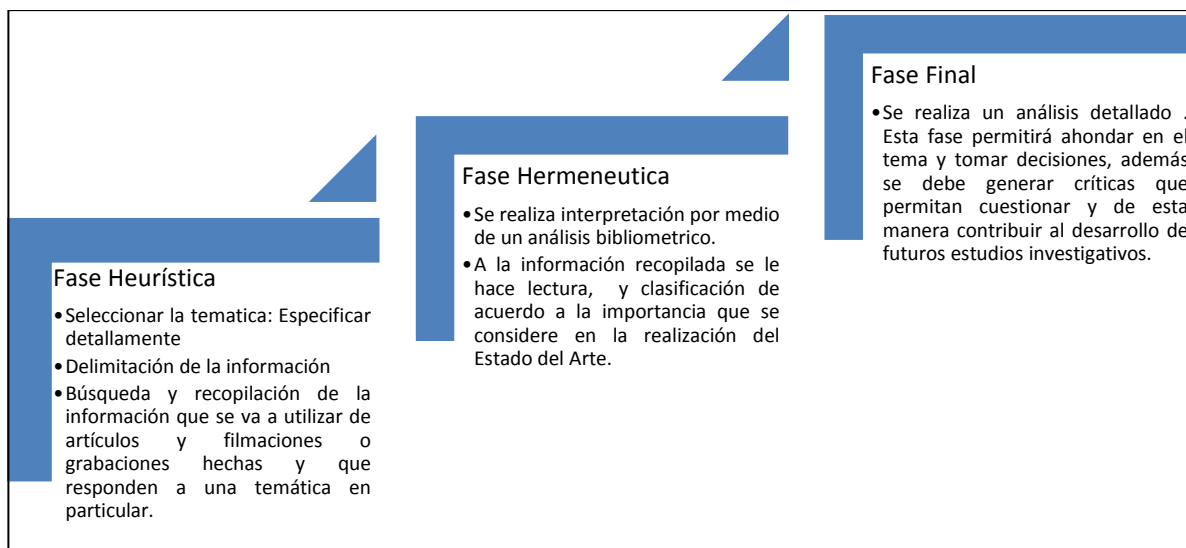 Fase Heurística
•Seleccionar la tematica: Especificar
detallamente
•Delimitación de la información
•Búsqueda y recopilación de la
información que se va a utilizar de
artículos y filmaciones o
grabaciones hechas y que
responden a una temática en
particular.
Fase Hermeneutica
•Se realiza interpretación por medio
de un análisis bibliometrico.
•A la información recopilada se le
hace lectura, y clasificación de
acuerdo a la importancia que se
considere en la realización del
Estado del Arte.
Fase Final
•Se realiza un análisis detallado .
Esta fase permitirá ahondar en el
tema y tomar decisiones, además
se debe generar críticas que
permitan cuestionar y de esta
manera contribuir al desarrollo de
futuros estudios investigativos.